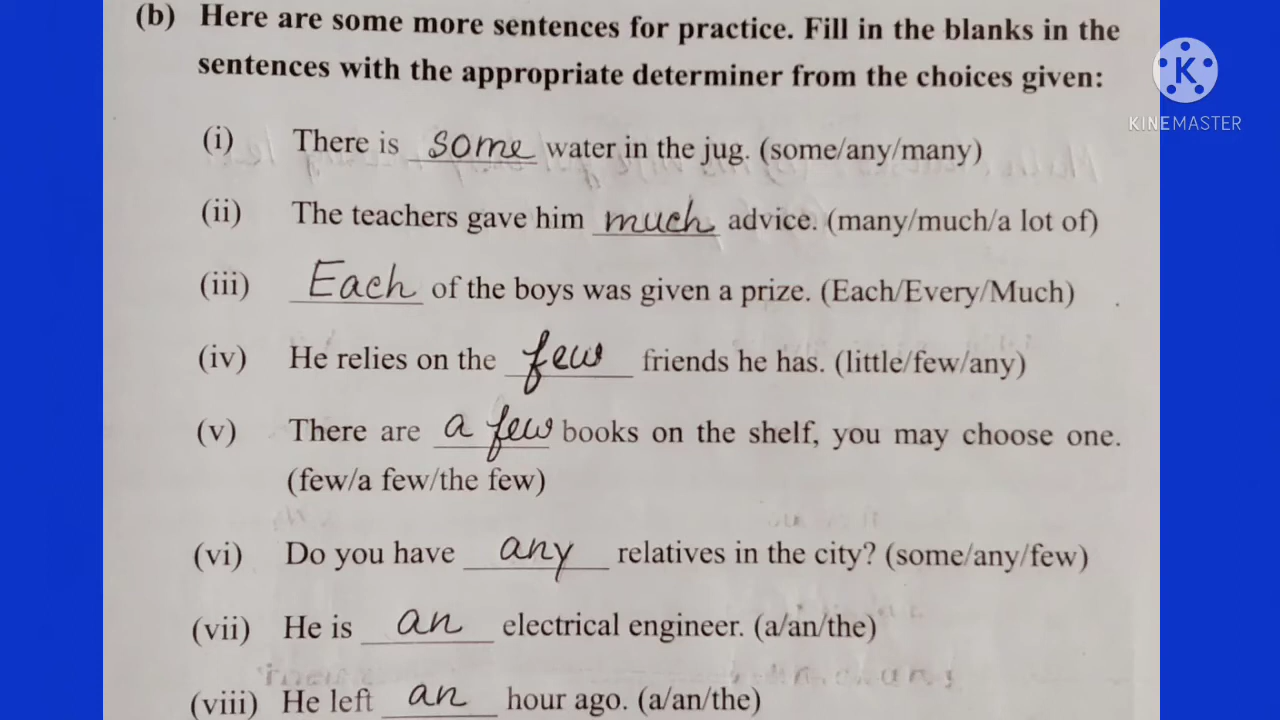 (b) Here are some more sentences for practice. Fill in the blanks in the
sentences with the appropriate determiner from the choices given:
K
KINEMASTER
(i) There is some water in the jug. (some/any/many)
(ii) The teachers gave him much advice. (many/much/a lot of)
(iii) Each of the boys was given a prize. (Each/Every/Much)
(iv) He relies on the few friends he has. (little/few/any)
(v) There are a few books on the shelf, you may choose one.
(few/a few/the few)
(vi) Do you have any relatives in the city? (some/any/few)
(vii) He is an electrical engineer. (a/an/the)
(viii) He left an hour ago. (a/an/the)